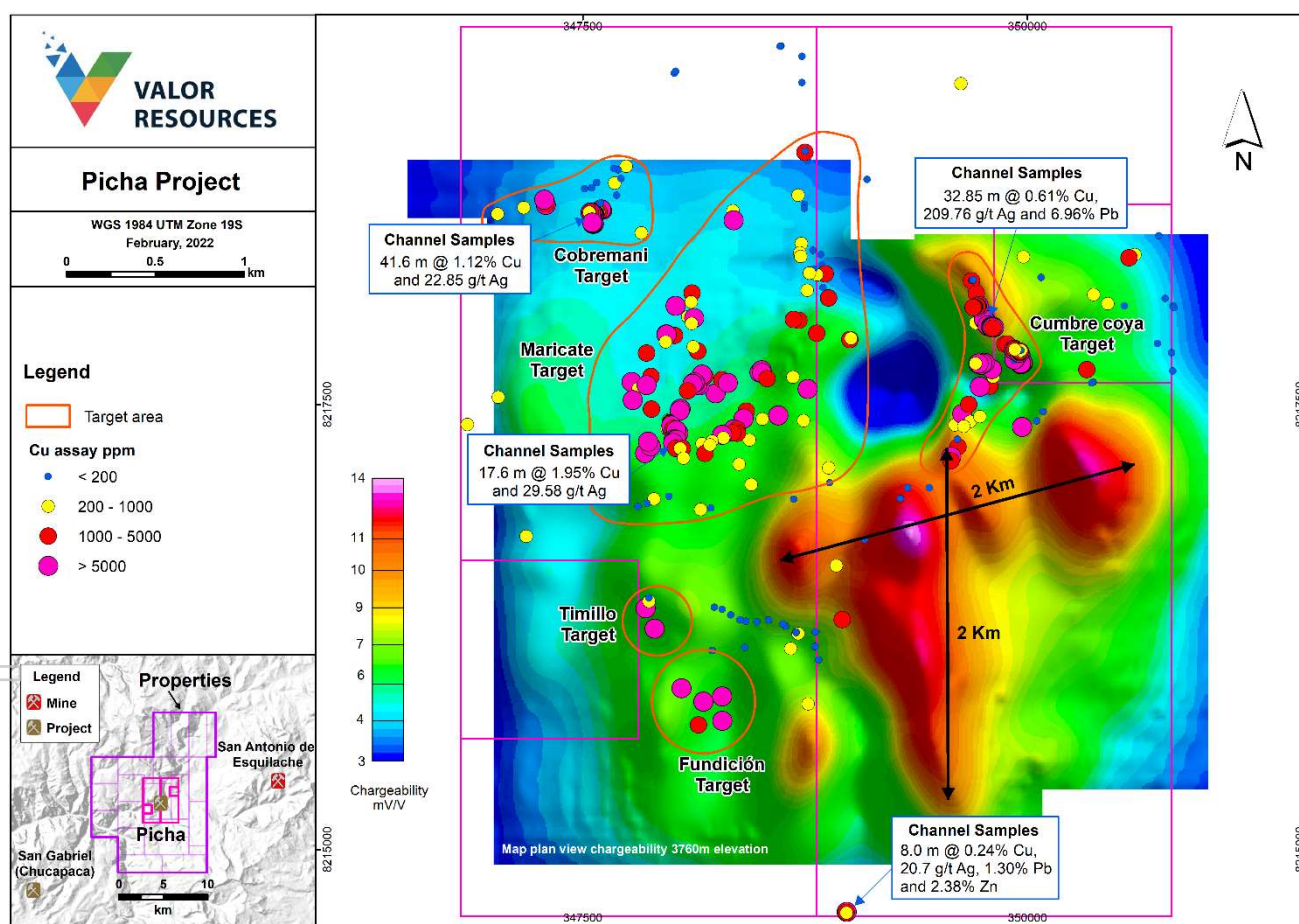 VALOR
RESOURCES
Picha Project
WGS 1984 UTM Zone 19S
February, 2022
0 0.5 1
km
Legend
Target area
Cu assay ppm
< 200
200 - 1000
1000 - 5000
> 5000
14
13
11
10
9
7
6
4
3
Chargeability
mV/V
Legend
Mine
Project
Properties
San Antonio de
Esquilache
Picha
San Gabriel
(Chucapaca)
0 5 10
km
347500
350000
8217500
8217500
8215000
8215000
347500
350000
N
Channel Samples
32.85 m @ 0.61% Cu,
209.76 g/t Ag and 6.96% Pb
Channel Samples
41.6 m @ 1.12% Cu
and 22.85 g/t Ag
Cobremani
Target
Cumbre coya
Target
Maricate
Target
Channel Samples
17.6 m @ 1.95% Cu
and 29.58 g/t Ag
2 Km
2 Km
Timillo
Target
Fundición
Target
Channel Samples
8.0 m @ 0.24% Cu,
20.7 g/t Ag, 1.30% Pb
and 2.38% Zn
Map plan view chargeability 3760m elevation